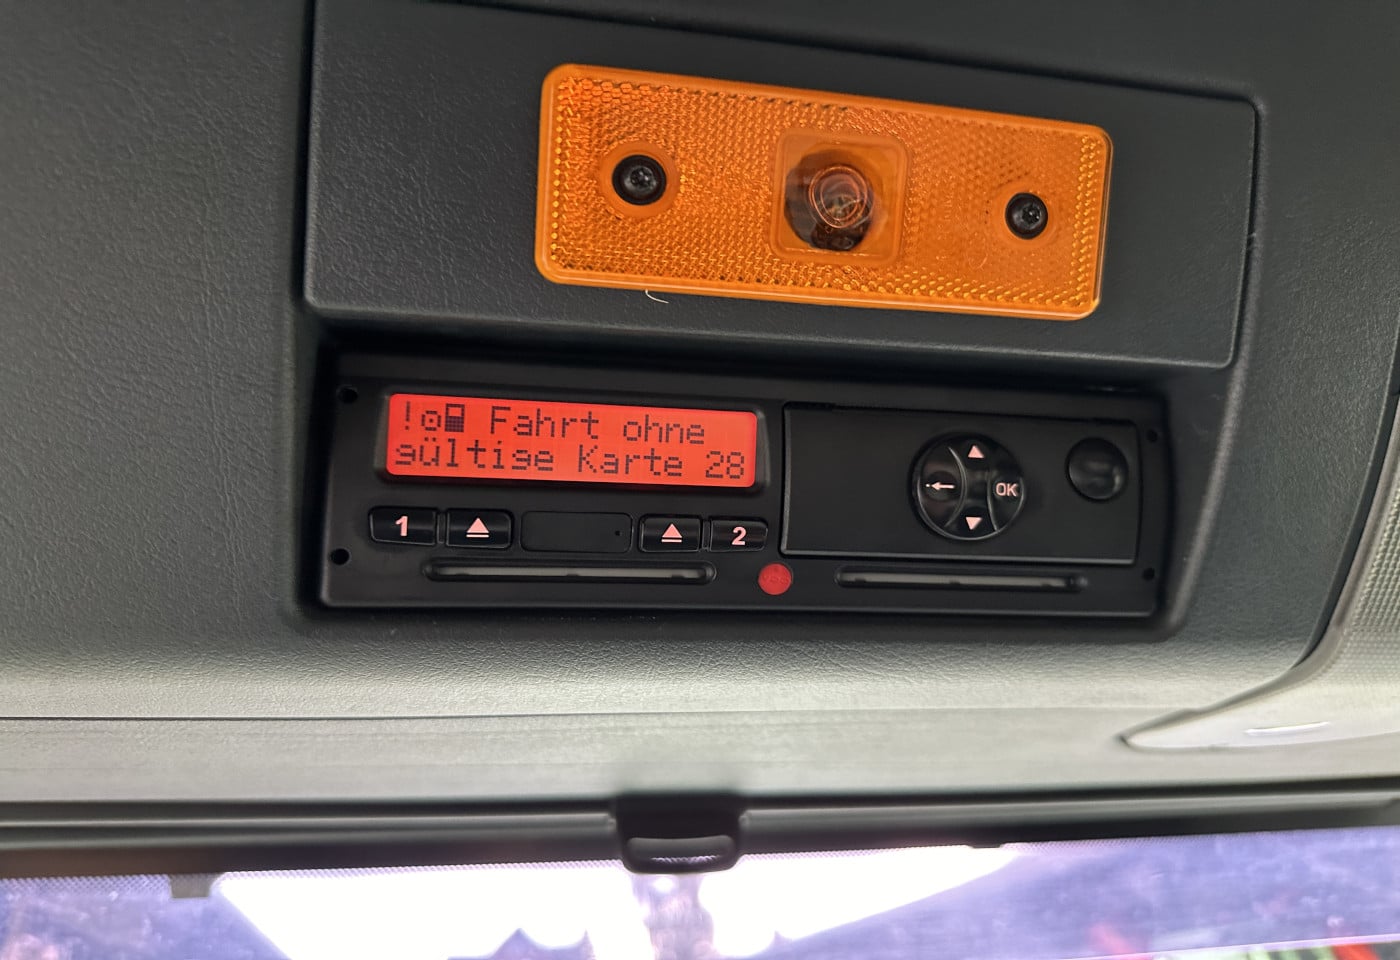 ! Fahrt ohne
gültige Karte 28
1
2
OK